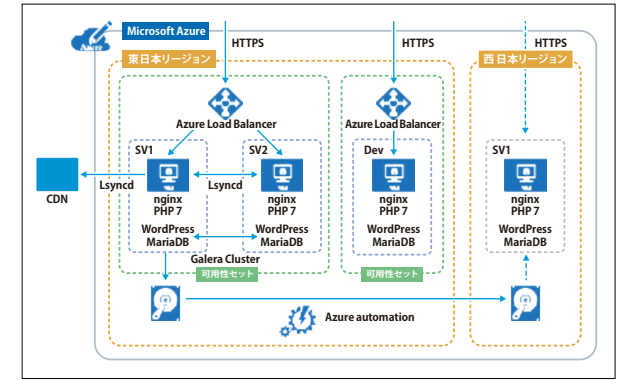 Microsoft Azure
Azure
HTTPS
HTTPS
HTTPS
東日本リージョン
西日本リージョン
Azure Load Balancer
Azure Load Balancer
SV1
SV2
Dev
SV1
CDN
Lsyncd
Lsyncd
nginx
PHP 7
WordPress
MariaDB
nginx
PHP 7
WordPress
MariaDB
nginx
PHP 7
WordPress
MariaDB
nginx
PHP 7
WordPress
MariaDB
Galera Cluster
可用性セット
可用性セット
Azure automation